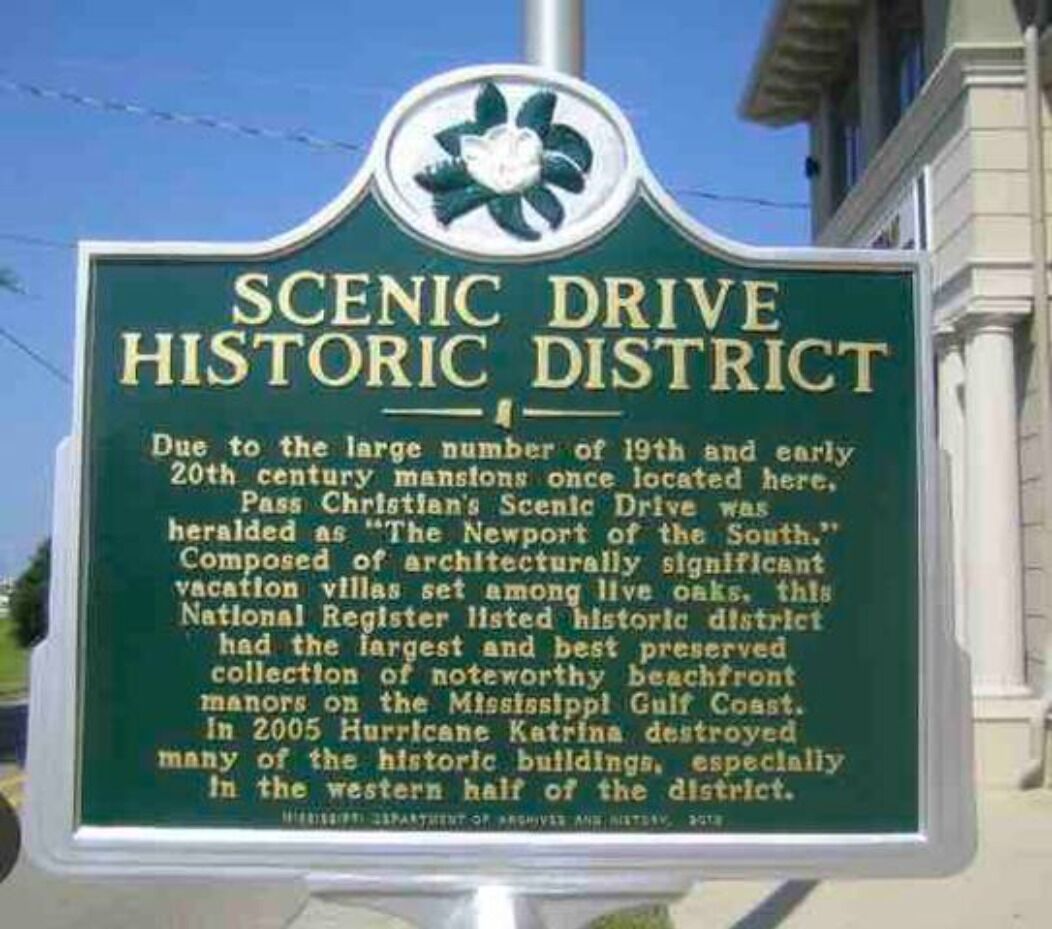 SCENIC DRIVE
HISTORIC DISTRICT
Due to the large number of 19th and early
20th century mansions once located here,
Pass Christian's Scenic Drive was
heralded as "The Newport of the South."
Composed of architecturally significant
vacation villas set among live oaks, this
National Register listed historic district
had the largest and best preserved
collection of noteworthy beachfront
manors on the Mississippi Gulf Coast.
In 2005 Hurricane Katrina destroyed
many of the historic buildings, especially
in the western half of the district.
MISSISSIPPI DEPARTMENT OF ARCHIVES AND HISTORY,